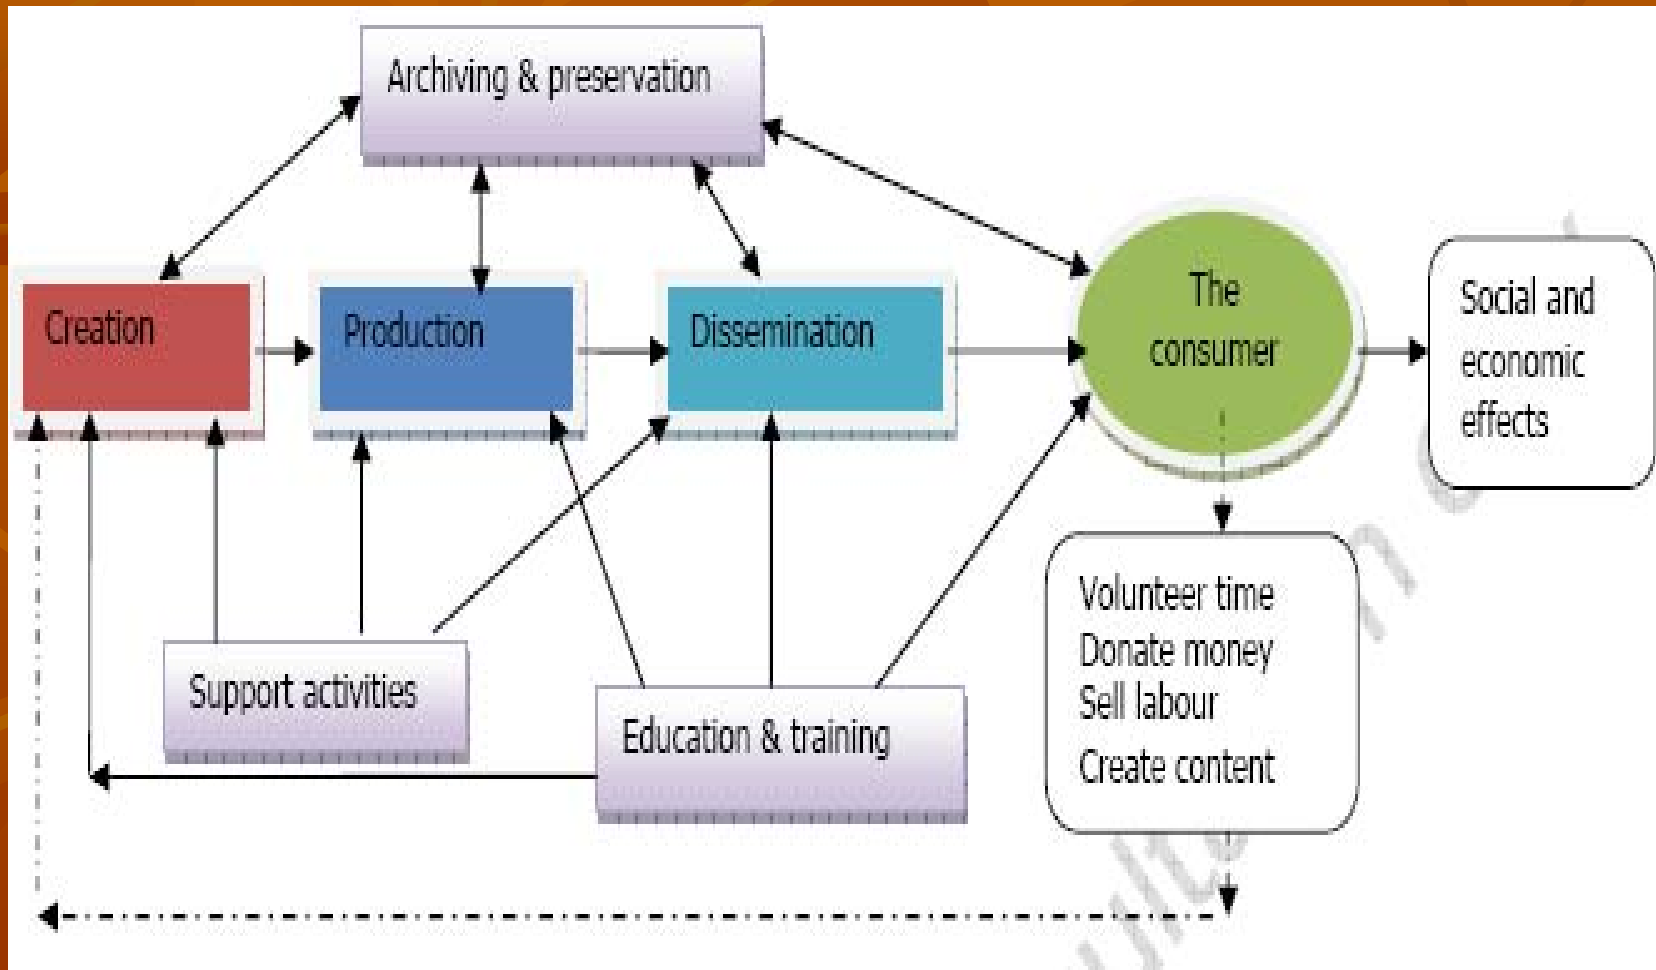 Archiving & preservation
Creation
Production
Dissemination
The
consumer
Social and
economic
effects
Support activities
Education & training
Volunteer time
Donate money
Sell labour
Create content